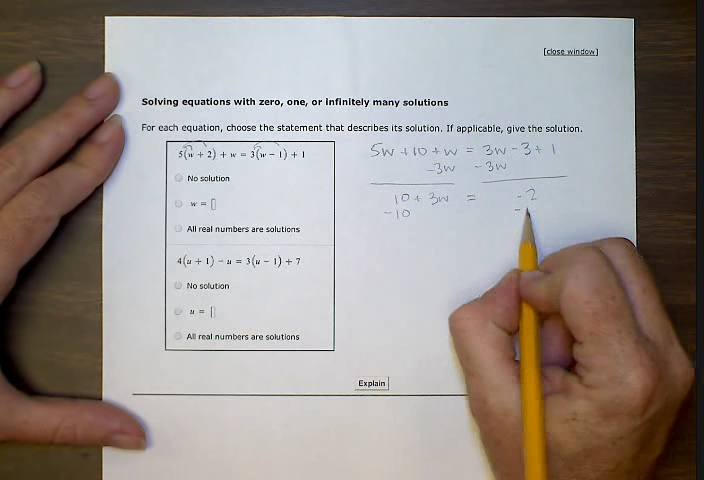 [close window]
Solving equations with zero, one, or infinitely many solutions
For each equation, choose the statement that describes its solution. If applicable, give the solution.
5(w + 2) + w = 3(w − 1) + 1
No solution
w = []
All real numbers are solutions
4(u + 1) − u = 3(u − 1) + 7
No solution
u = []
All real numbers are solutions
5w + 10 + w = 3w − 3 + 1
−3w −3w
10 + 3w = −2
−10 −
Explain